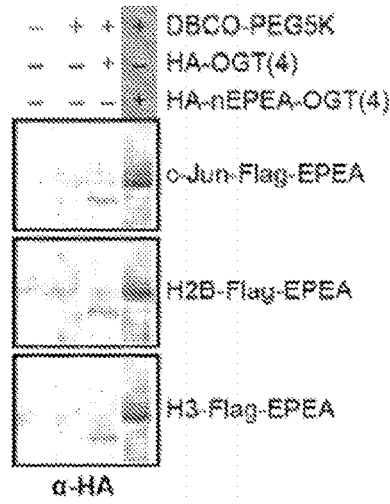 – + + + DBCO-PEG5K
– – + – HA-OGT(4)
– – – + HA-nEPEA-OGT(4)
c-Jun-Flag-EPEA
H2B-Flag-EPEA
H3-Flag-EPEA
α-HA